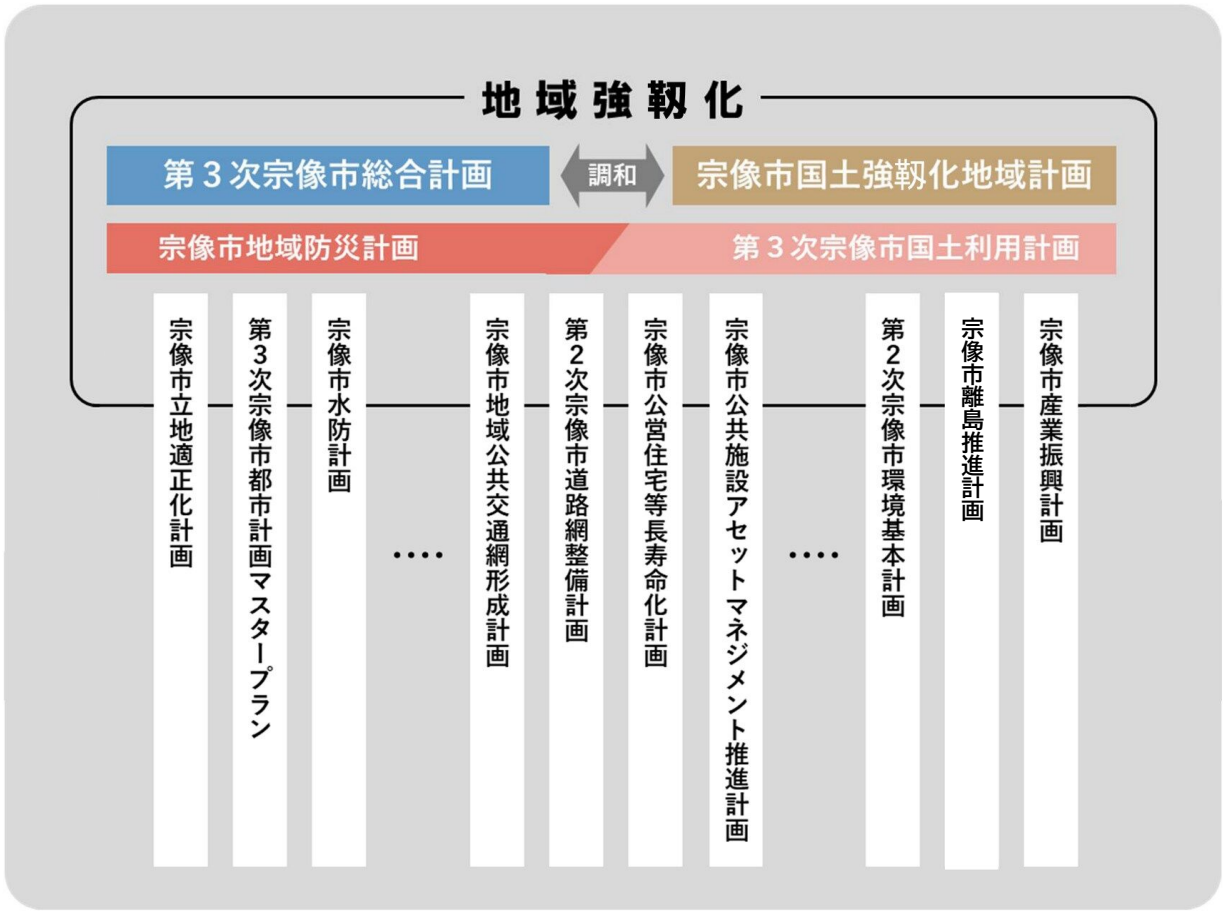 地域強靱化
第3次宗像市総合計画
調和
宗像市国土強靱化地域計画
宗像市地域防災計画
第3次宗像市国土利用計画
宗像市立地適正化計画
第3次宗像市都市計画マスタープラン
宗像市水防計画
‥‥
宗像市地域公共交通網形成計画
第2次宗像市道路網整備計画
宗像市公営住宅等長寿命化計画
宗像市公共施設アセットマネジメント推進計画
‥‥
第2次宗像市環境基本計画
宗像市離島推進計画
宗像市産業振興計画